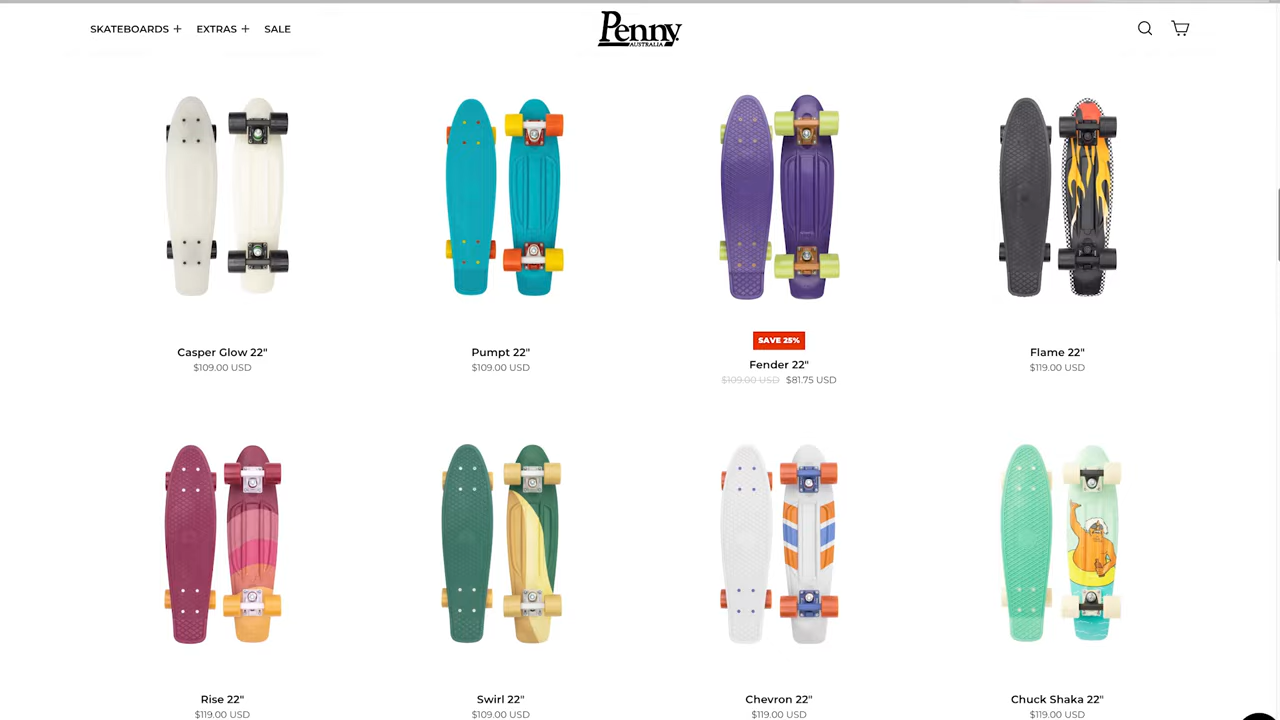 SKATEBOARDS +
EXTRAS +
SALE
Penny
AUSTRALIA
Casper Glow 22"
$109.00 USD
Pumpt 22"
$109.00 USD
SAVE 25%
Fender 22"
$109.00 USD $81.75 USD
Flame 22"
$119.00 USD
Rise 22"
$119.00 USD
Swirl 22"
$109.00 USD
Chevron 22"
$119.00 USD
Chuck Shaka 22"
$119.00 USD